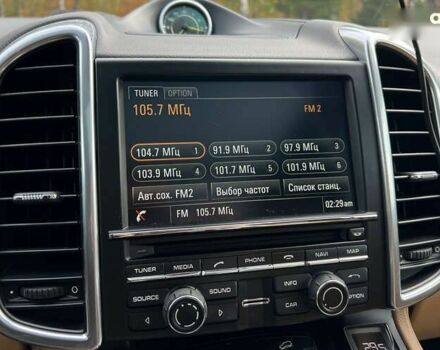 TUNER OPTION
105.7 МГц FM 2
104.7 МГц 1 91.9 МГц 2 97.9 МГц 3
103.9 МГц 4 101.7 МГц 5 101.9 МГц 6
Авт.сох. FM2 Выбор частот Список станц.
FM 105.7 МГц 02:29am
TUNER MEDIA PHONE NAVI MAP
SOURCE SOUND INFO
CAR OPTION
29.5